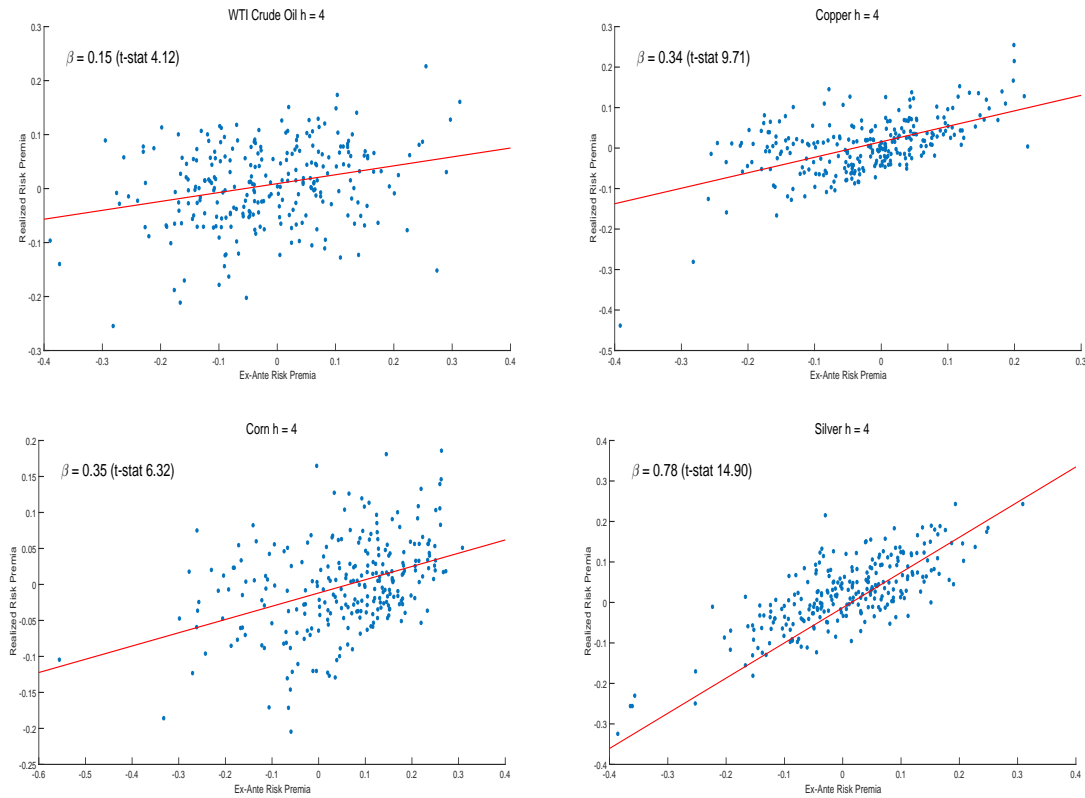 WTI Crude Oil h = 4
β = 0.15 (t-stat 4.12)
Realized Risk Premia
0.3
0.2
0.1
0
-0.1
-0.2
-0.3
-0.4 -0.3 -0.2 -0.1 0 0.1 0.2 0.3 0.4
Ex-Ante Risk Premia
Copper h = 4
β = 0.34 (t-stat 9.71)
Realized Risk Premia
0.3
0.2
0.1
0
-0.1
-0.2
-0.3
-0.4
-0.5
-0.4 -0.3 -0.2 -0.1 0 0.1 0.2 0.3
Ex-Ante Risk Premia
Corn h = 4
β = 0.35 (t-stat 6.32)
Realized Risk Premia
0.2
0.15
0.1
0.05
0
-0.05
-0.1
-0.15
-0.2
-0.25
-0.6 -0.5 -0.4 -0.3 -0.2 -0.1 0 0.1 0.2 0.3 0.4
Ex-Ante Risk Premia
Silver h = 4
β = 0.78 (t-stat 14.90)
Realized Risk Premia
0.4
0.3
0.2
0.1
0
-0.1
-0.2
-0.3
-0.4
-0.4 -0.3 -0.2 -0.1 0 0.1 0.2 0.3 0.4
Ex-Ante Risk Premia